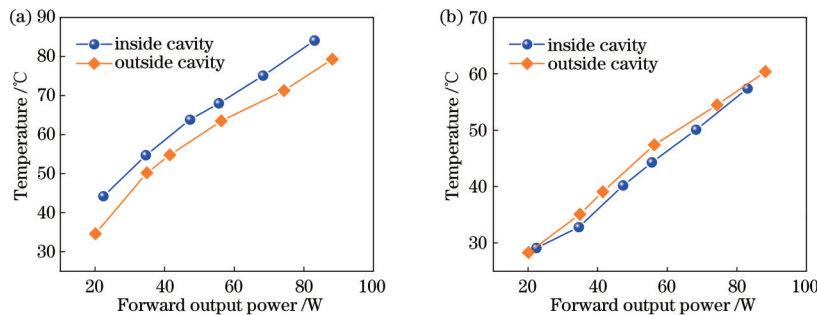 (a)
90
80
70
60
50
40
30
Temperature /℃
inside cavity
outside cavity
20 40 60 80 100
Forward output power /W
(b)
70
60
50
40
30
Temperature /℃
inside cavity
outside cavity
20 40 60 80 100
Forward output power /W